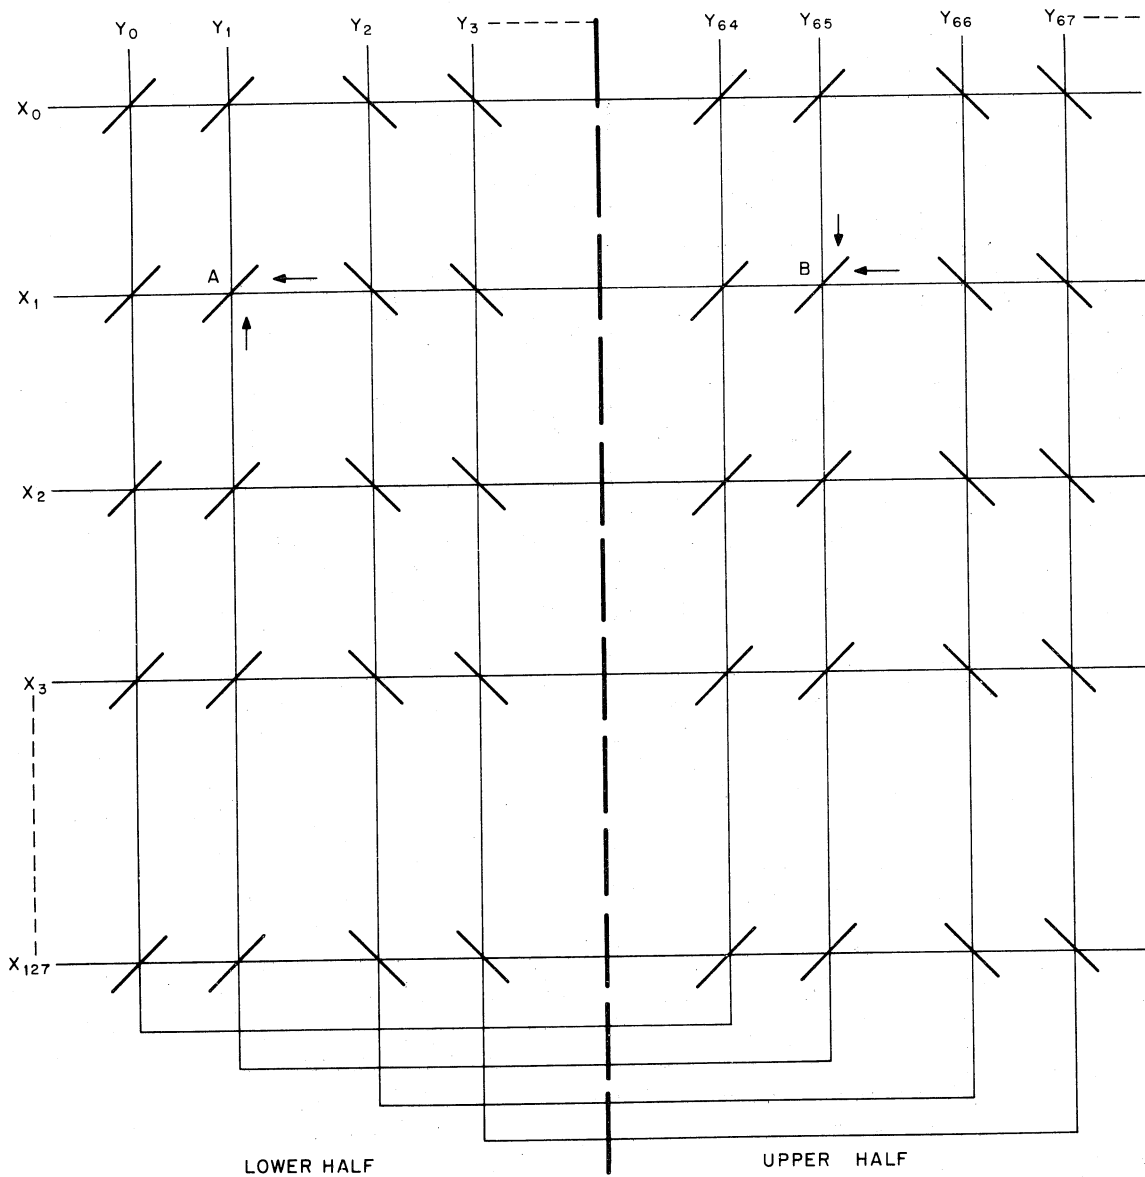 Y0 Y1 Y2 Y3 Y64 Y65 Y66 Y67
X0
A B
X1
X2
X3
X127
LOWER HALF UPPER HALF